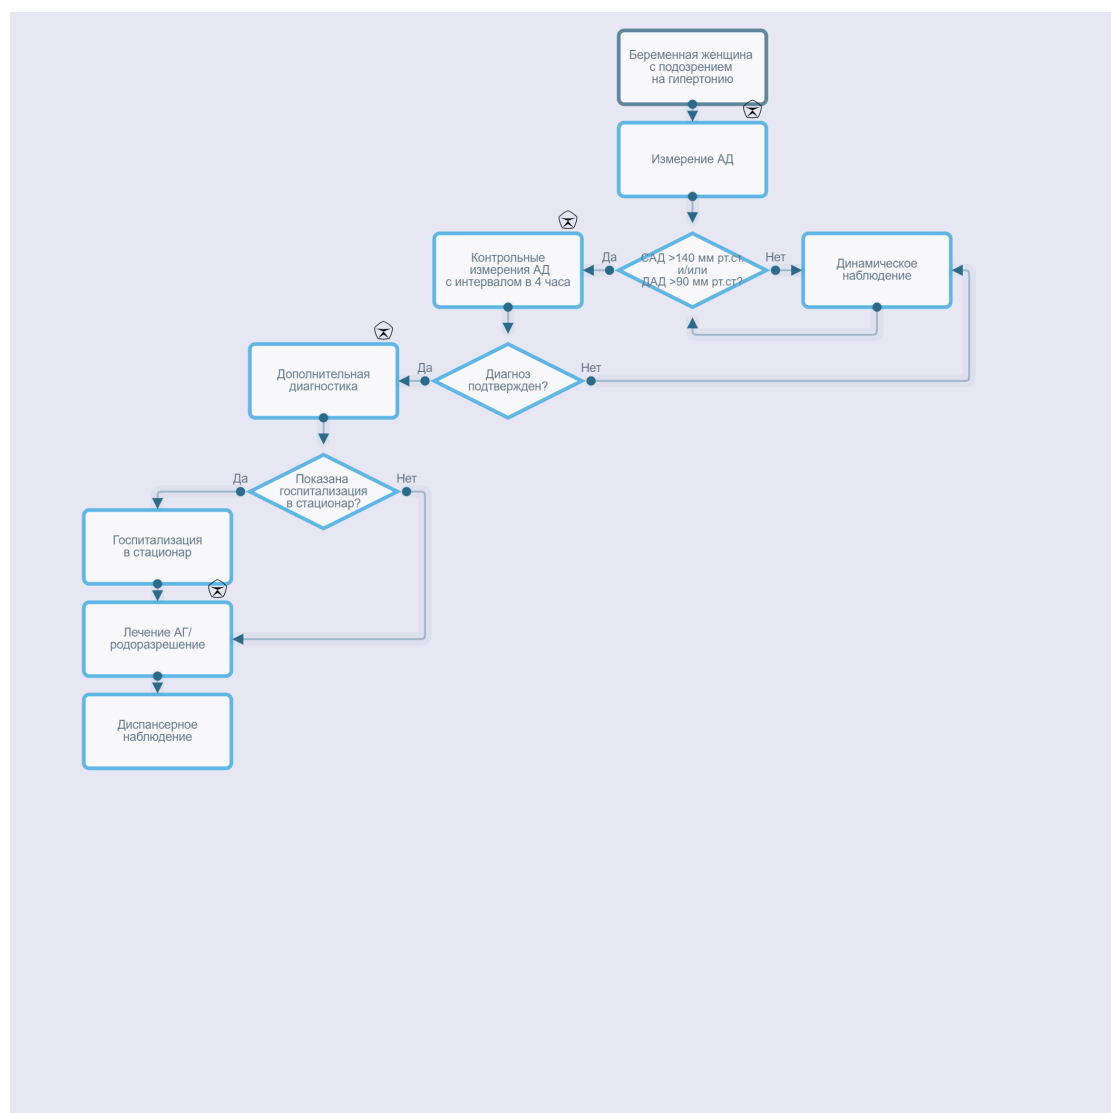 Беременная женщина
с подозрением
на гипертонию
Измерение АД
САД >140 мм рт.ст.
и/или
ДАД >90 мм рт.ст?
Да
Нет
Контрольные
измерения АД
с интервалом в 4 часа
Динамическое
наблюдение
Диагноз
подтвержден?
Да
Нет
Дополнительная
диагностика
Показана
госпитализация
в стационар?
Да
Нет
Госпитализация
в стационар
Лечение АГ/
родоразрешение
Диспансерное
наблюдение